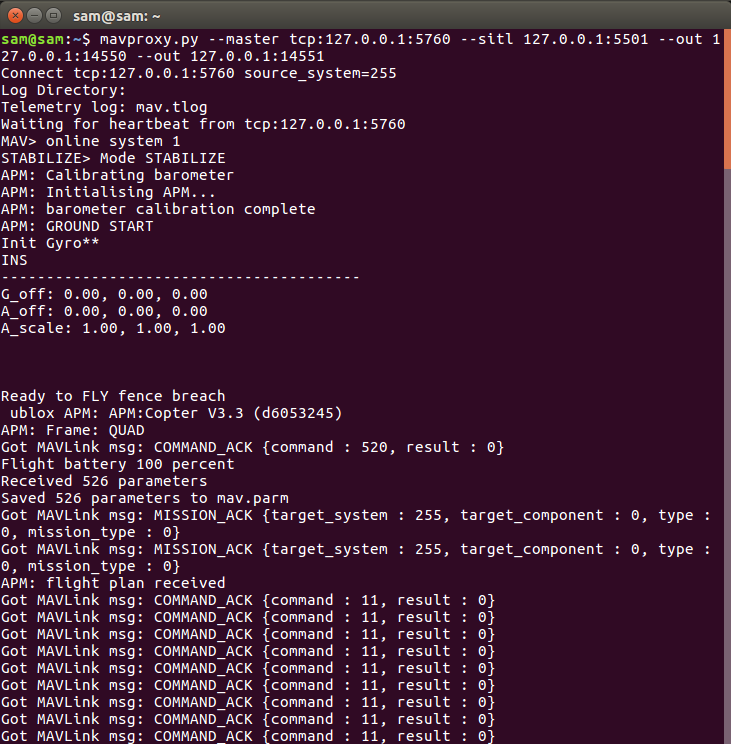 sam@sam: ~
sam@sam:~$ mavproxy.py --master tcp:127.0.0.1:5760 --sitl 127.0.0.1:5501 --out 1
27.0.0.1:14550 --out 127.0.0.1:14551
Connect tcp:127.0.0.1:5760 source_system=255
Log Directory:
Telemetry log: mav.tlog
Waiting for heartbeat from tcp:127.0.0.1:5760
MAV> online system 1
STABILIZE> Mode STABILIZE
APM: Calibrating barometer
APM: Initialising APM...
APM: barometer calibration complete
APM: GROUND START
Init Gyro**
INS
----------------------------------------
G_off: 0.00, 0.00, 0.00
A_off: 0.00, 0.00, 0.00
A_scale: 1.00, 1.00, 1.00
Ready to FLY fence breach
 ublox APM: APM:Copter V3.3 (d6053245)
APM: Frame: QUAD
Got MAVLink msg: COMMAND_ACK {command : 520, result : 0}
Flight battery 100 percent
Received 526 parameters
Saved 526 parameters to mav.parm
Got MAVLink msg: MISSION_ACK {target_system : 255, target_component : 0, type :
0, mission_type : 0}
Got MAVLink msg: MISSION_ACK {target_system : 255, target_component : 0, type :
0, mission_type : 0}
APM: flight plan received
Got MAVLink msg: COMMAND_ACK {command : 11, result : 0}
Got MAVLink msg: COMMAND_ACK {command : 11, result : 0}
Got MAVLink msg: COMMAND_ACK {command : 11, result : 0}
Got MAVLink msg: COMMAND_ACK {command : 11, result : 0}
Got MAVLink msg: COMMAND_ACK {command : 11, result : 0}
Got MAVLink msg: COMMAND_ACK {command : 11, result : 0}
Got MAVLink msg: COMMAND_ACK {command : 11, result : 0}
Got MAVLink msg: COMMAND_ACK {command : 11, result : 0}
Got MAVLink msg: COMMAND_ACK {command : 11, result : 0}